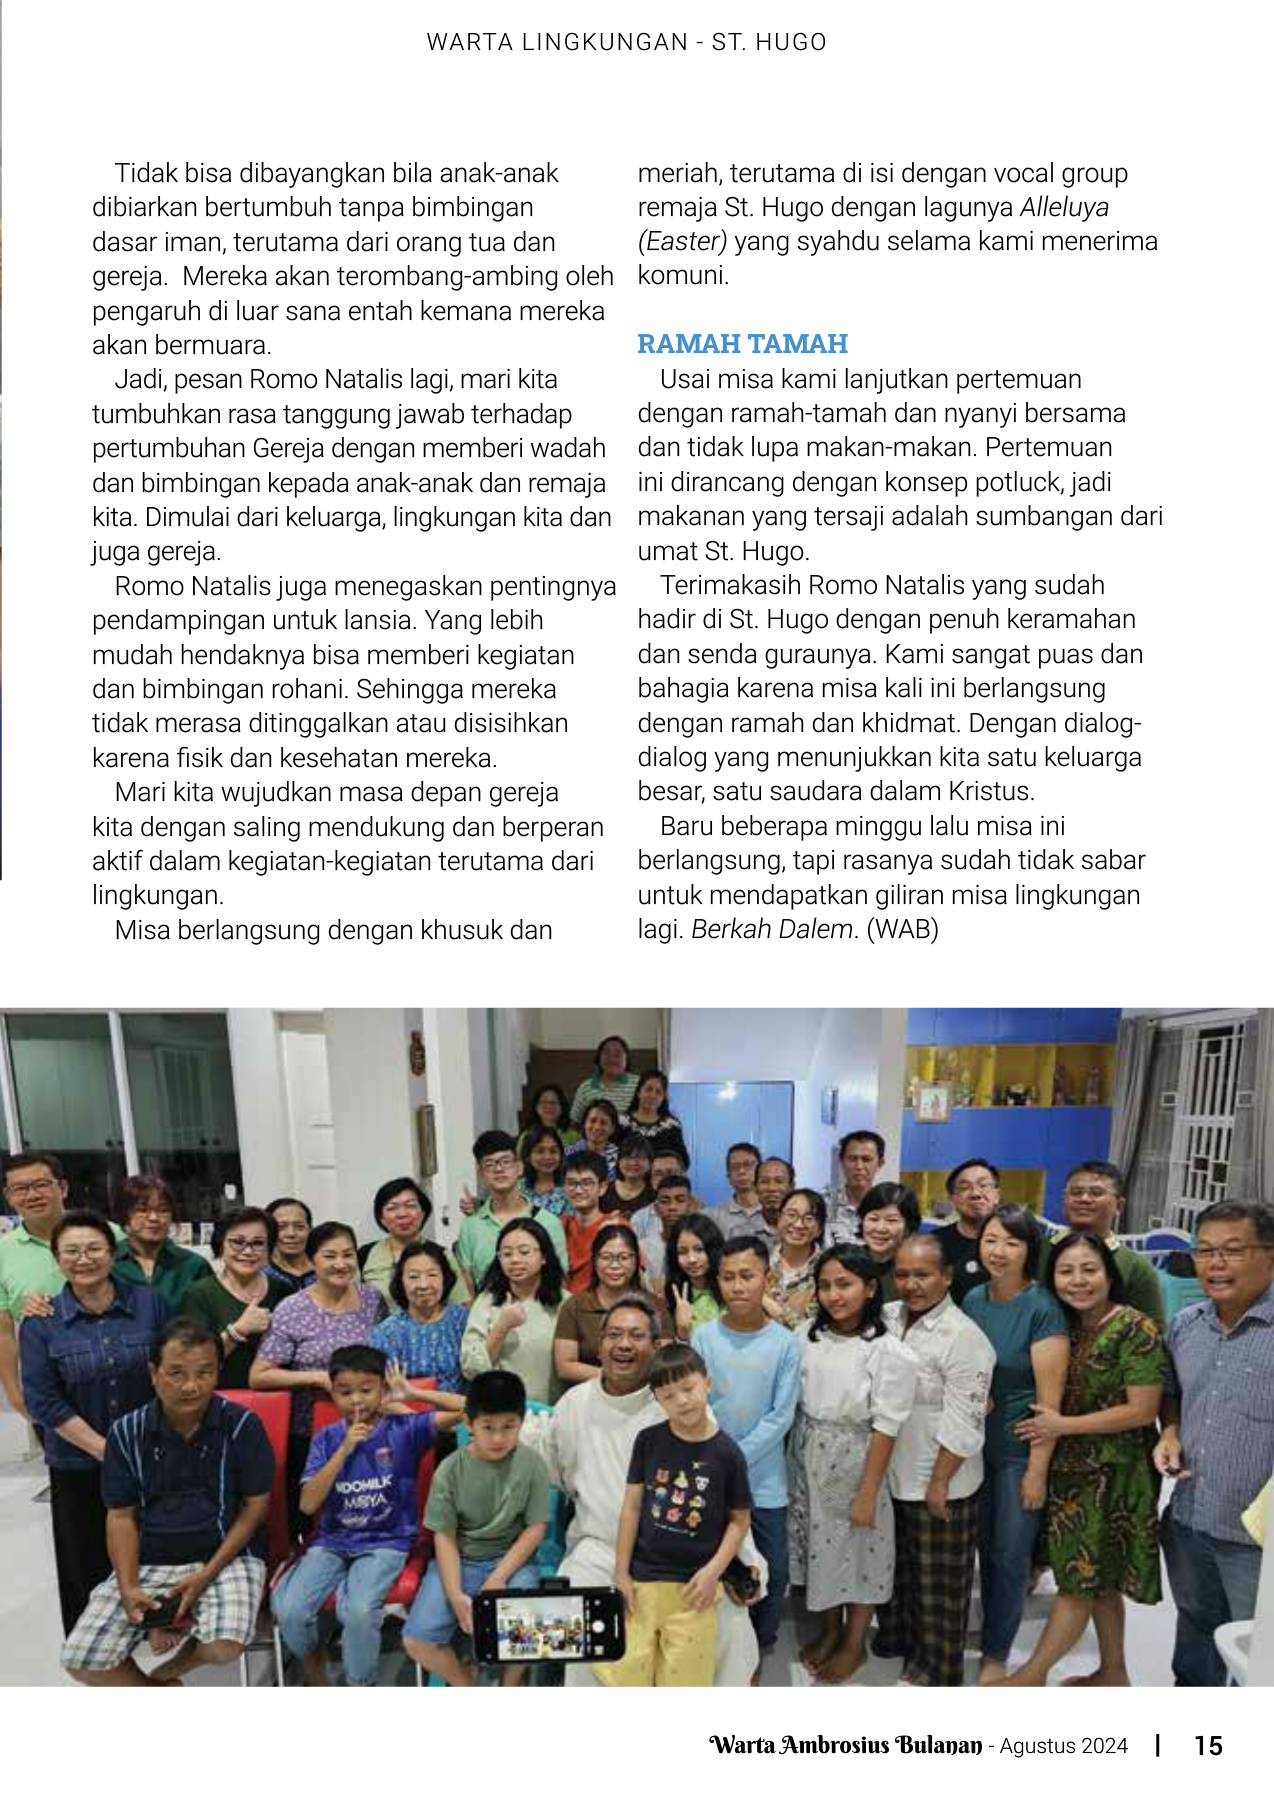 WARTA LINGKUNGAN - ST. HUGO
Tidak bisa dibayangkan bila anak-anak
dibiarkan bertumbuh tanpa bimbingan
dasar iman, terutama dari orang tua dan
gereja.  Mereka akan terombang-ambing oleh
pengaruh di luar sana entah kemana mereka
akan bermuara.
Jadi, pesan Romo Natalis lagi, mari kita
tumbuhkan rasa tanggung jawab terhadap
pertumbuhan Gereja dengan memberi wadah
dan bimbingan kepada anak-anak dan remaja
kita. Dimulai dari keluarga, lingkungan kita dan
juga gereja.
Romo Natalis juga menegaskan pentingnya
pendampingan untuk lansia. Yang lebih
mudah hendaknya bisa memberi kegiatan
dan bimbingan rohani. Sehingga mereka
tidak merasa ditinggalkan atau disisihkan
karena fisik dan kesehatan mereka.
Mari kita wujudkan masa depan gereja
kita dengan saling mendukung dan berperan
aktif dalam kegiatan-kegiatan terutama dari
lingkungan.
Misa berlangsung dengan khusuk dan
meriah, terutama di isi dengan vocal group
remaja St. Hugo dengan lagunya Alleluya
(Easter) yang syahdu selama kami menerima
komuni.
RAMAH TAMAH
Usai misa kami lanjutkan pertemuan
dengan ramah-tamah dan nyanyi bersama
dan tidak lupa makan-makan. Pertemuan
ini dirancang dengan konsep potluck, jadi
makanan yang tersaji adalah sumbangan dari
umat St. Hugo.
Terimakasih Romo Natalis yang sudah
hadir di St. Hugo dengan penuh keramahan
dan senda guraunya. Kami sangat puas dan
bahagia karena misa kali ini berlangsung
dengan ramah dan khidmat. Dengan dialog-
dialog yang menunjukkan kita satu keluarga
besar, satu saudara dalam Kristus.
Baru beberapa minggu lalu misa ini
berlangsung, tapi rasanya sudah tidak sabar
untuk mendapatkan giliran misa lingkungan
lagi. Berkah Dalem. (WAB)
Warta Ambrosius Bulanan - Agustus 2024 | 15